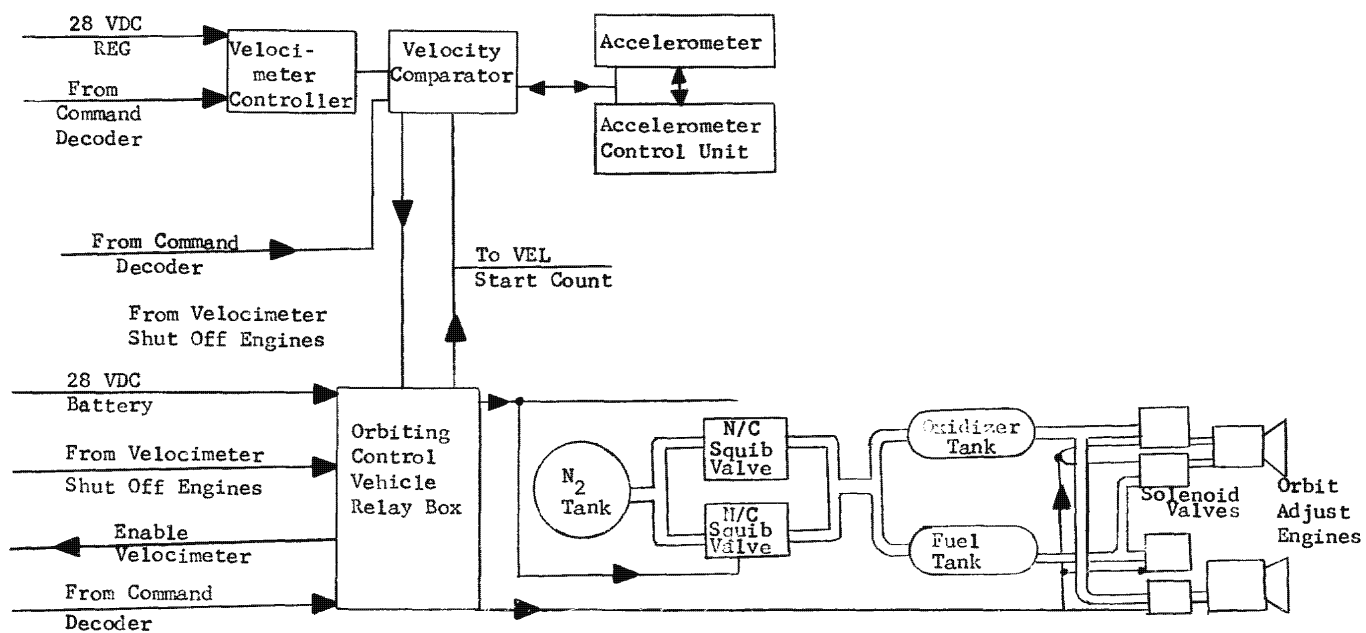 28 VDC
REG
From
Command
Decoder
Veloci-
meter
Controller
Velocity
Comparator
Accelerometer
Accelerometer
Control Unit
From Command
Decoder
To VEL
Start Count
From Velocimeter
Shut Off Engines
28 VDC
Battery
From Velocimeter
Shut Off Engines
Enable
Velocimeter
From Command
Decoder
Orbiting
Control
Vehicle
Relay Box
N2
Tank
N/C
Squib
Valve
N/C
Squib
Valve
Oxidizer
Tank
Fuel
Tank
Solenoid
Valves
Orbit
Adjust
Engines